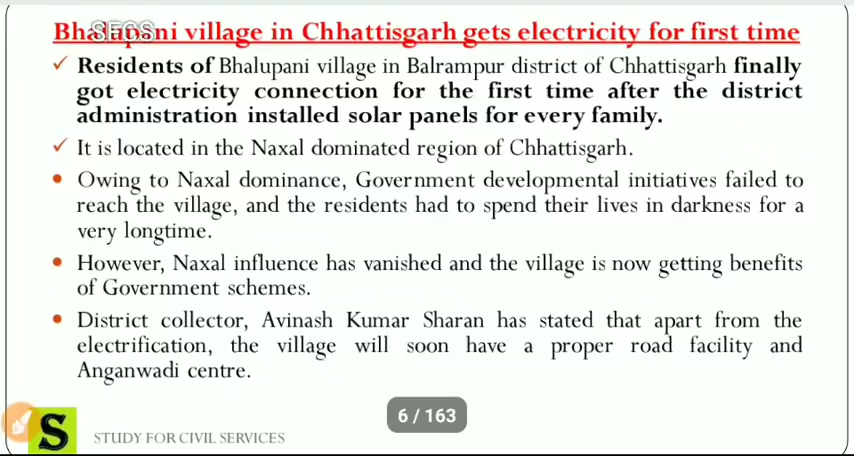 Bhalupani village in Chhattisgarh gets electricity for first time
SFCS
✓ Residents of Bhalupani village in Balrampur district of Chhattisgarh finally
got electricity connection for the first time after the district
administration installed solar panels for every family.
✓ It is located in the Naxal dominated region of Chhattisgarh.
• Owing to Naxal dominance, Government developmental initiatives failed to
reach the village, and the residents had to spend their lives in darkness for a
very longtime.
• However, Naxal influence has vanished and the village is now getting benefits
of Government schemes.
• District collector, Avinash Kumar Sharan has stated that apart from the
electrification, the village will soon have a proper road facility and
Anganwadi centre.
6 / 163
S
STUDY FOR CIVIL SERVICES